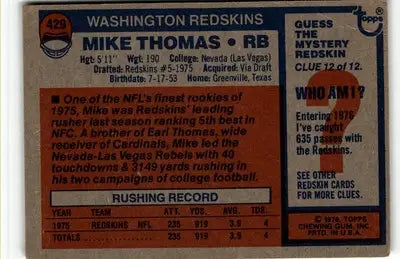 429
WASHINGTON REDSKINS
MIKE THOMAS • RB
Hgt: 5'11" Wgt: 190 College: Nevada (Las Vegas)
Drafted: Redskins #5-1975 Acquired: Via Draft
Birthdate: 7-17-53 Home: Greenville, Texas
■ One of the NFL's finest rookies of
1975, Mike was Redskins' leading
rusher last season ranking 5th best in
NFC. A brother of Earl Thomas, wide
receiver of Cardinals, Mike led the
Nevada-Las Vegas Rebels with 40
touchdowns & 3149 yards rushing in
his two campaigns of college football.
RUSHING RECORD
YEAR TEAM ATT. YARDS AVG. TDS
1975 REDSKINS NFL 235 919 3.9 4
TOTALS 235 919 3.9 4
Topps
GUESS
THE
MYSTERY
REDSKIN
CLUE 12 of 12.
?
WHO AM I?
Entering 1976
I've caught
635 passes with
the Redskins.
SEE OTHER
REDSKIN CARDS
FOR MORE CLUES.
© 1976, TOPPS
CHEWING GUM, INC.
PRTD. IN U.S.A.